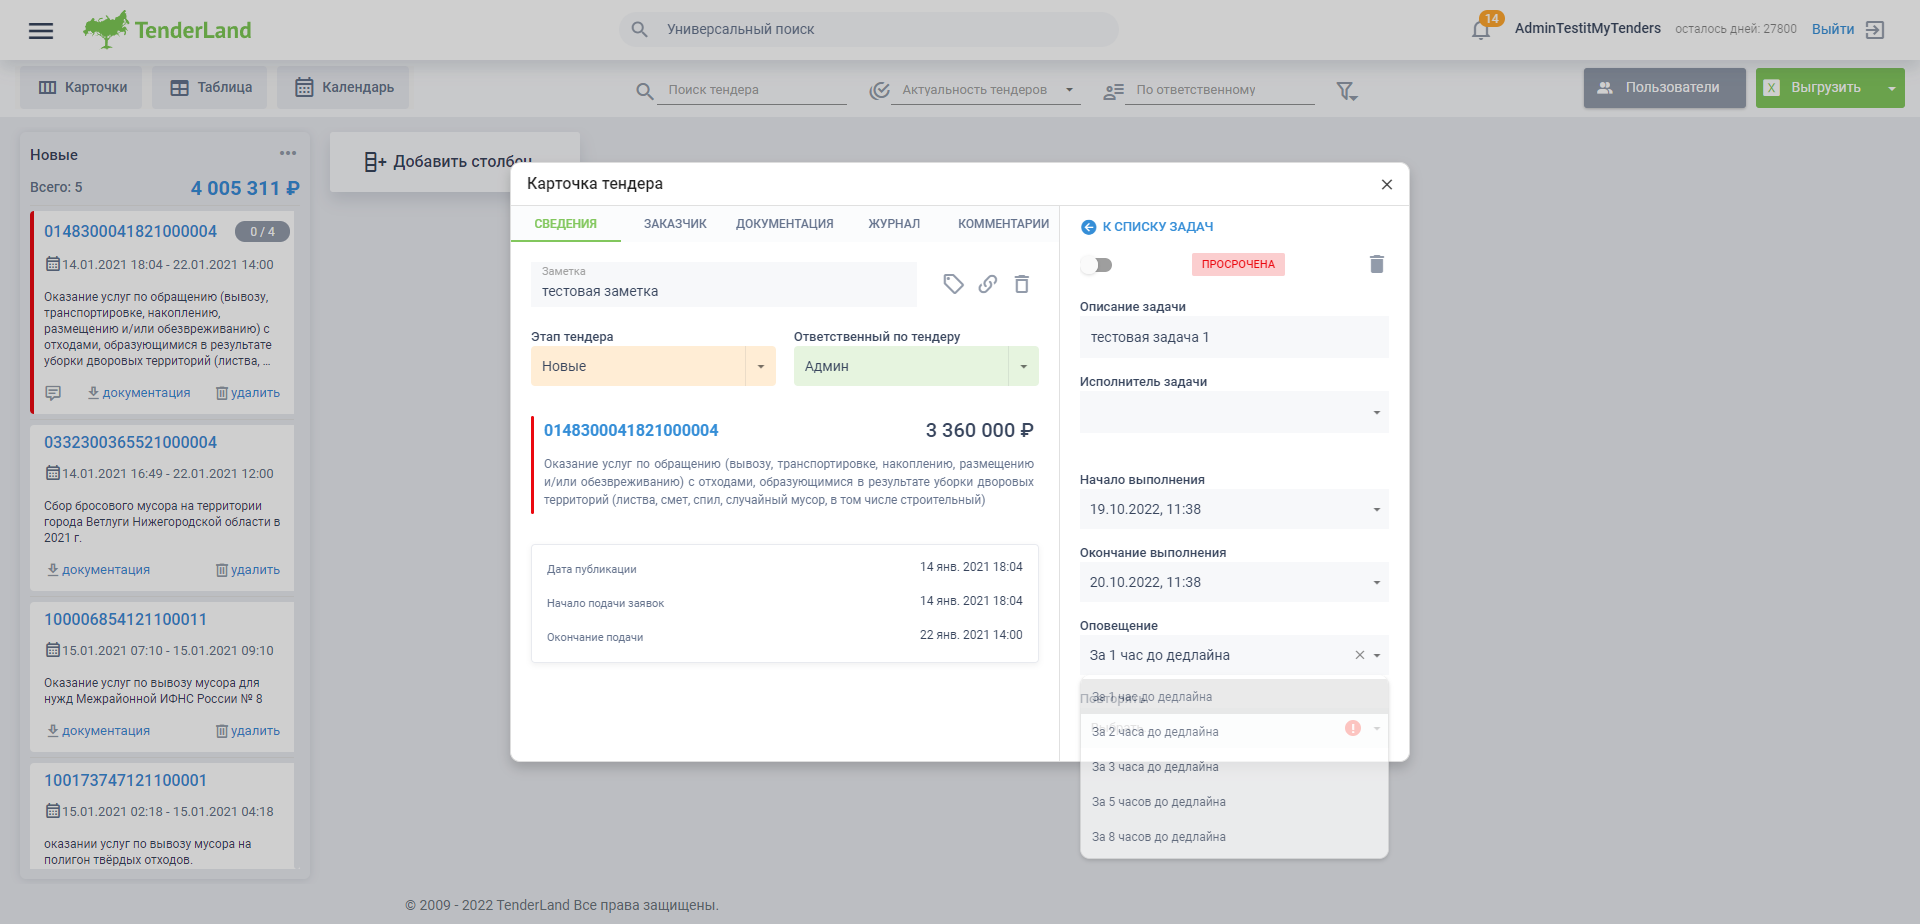 TenderLand
Универсальный поиск
14
AdminTestitMyTenders
осталось дней: 27800
Выйти
Карточки
Таблица
Календарь
Поиск тендера
Актуальность тендеров
По ответственному
Пользователи
X
Выгрузить
Новые
Всего: 5
4 005 311 ₽
0148300041821000004
0 / 4
14.01.2021 18:04 - 22.01.2021 14:00
Оказание услуг по обращению (вывозу,
транспортировке, накоплению,
размещению и/или обезвреживанию) с
отходами, образующимися в результате
уборки дворовых территорий (листва, ...
документация
удалить
0332300365521000004
14.01.2021 16:49 - 22.01.2021 12:00
Сбор бросового мусора на территории
города Ветлуги Нижегородской области в
2021 г.
документация
удалить
100006854121100011
15.01.2021 07:10 - 15.01.2021 09:10
Оказание услуг по вывозу мусора для
нужд Межрайонной ИФНС России № 8
документация
удалить
100173747121100001
15.01.2021 02:18 - 15.01.2021 04:18
оказании услуг по вывозу мусора на
полигон твёрдых отходов.
Добавить столбец
Карточка тендера
СВЕДЕНИЯ
ЗАКАЗЧИК
ДОКУМЕНТАЦИЯ
ЖУРНАЛ
КОММЕНТАРИИ
Заметка
тестовая заметка
Этап тендера
Новые
Ответственный по тендеру
Админ
0148300041821000004
3 360 000 ₽
Оказание услуг по обращению (вывозу, транспортировке, накоплению, размещению
и/или обезвреживанию) с отходами, образующимися в результате уборки дворовых
территорий (листва, смет, спил, случайный мусор, в том числе строительный)
Дата публикации
14 янв. 2021 18:04
Начало подачи заявок
14 янв. 2021 18:04
Окончание подачи
22 янв. 2021 14:00
К СПИСКУ ЗАДАЧ
ПРОСРОЧЕНА
Описание задачи
тестовая задача 1
Исполнитель задачи
Начало выполнения
19.10.2022, 11:38
Окончание выполнения
20.10.2022, 11:38
Оповещение
За 1 час до дедлайна
Повторять
За 1 час до дедлайна
За 2 часа до дедлайна
За 3 часа до дедлайна
За 5 часов до дедлайна
За 8 часов до дедлайна
© 2009 - 2022 TenderLand Все права защищены.